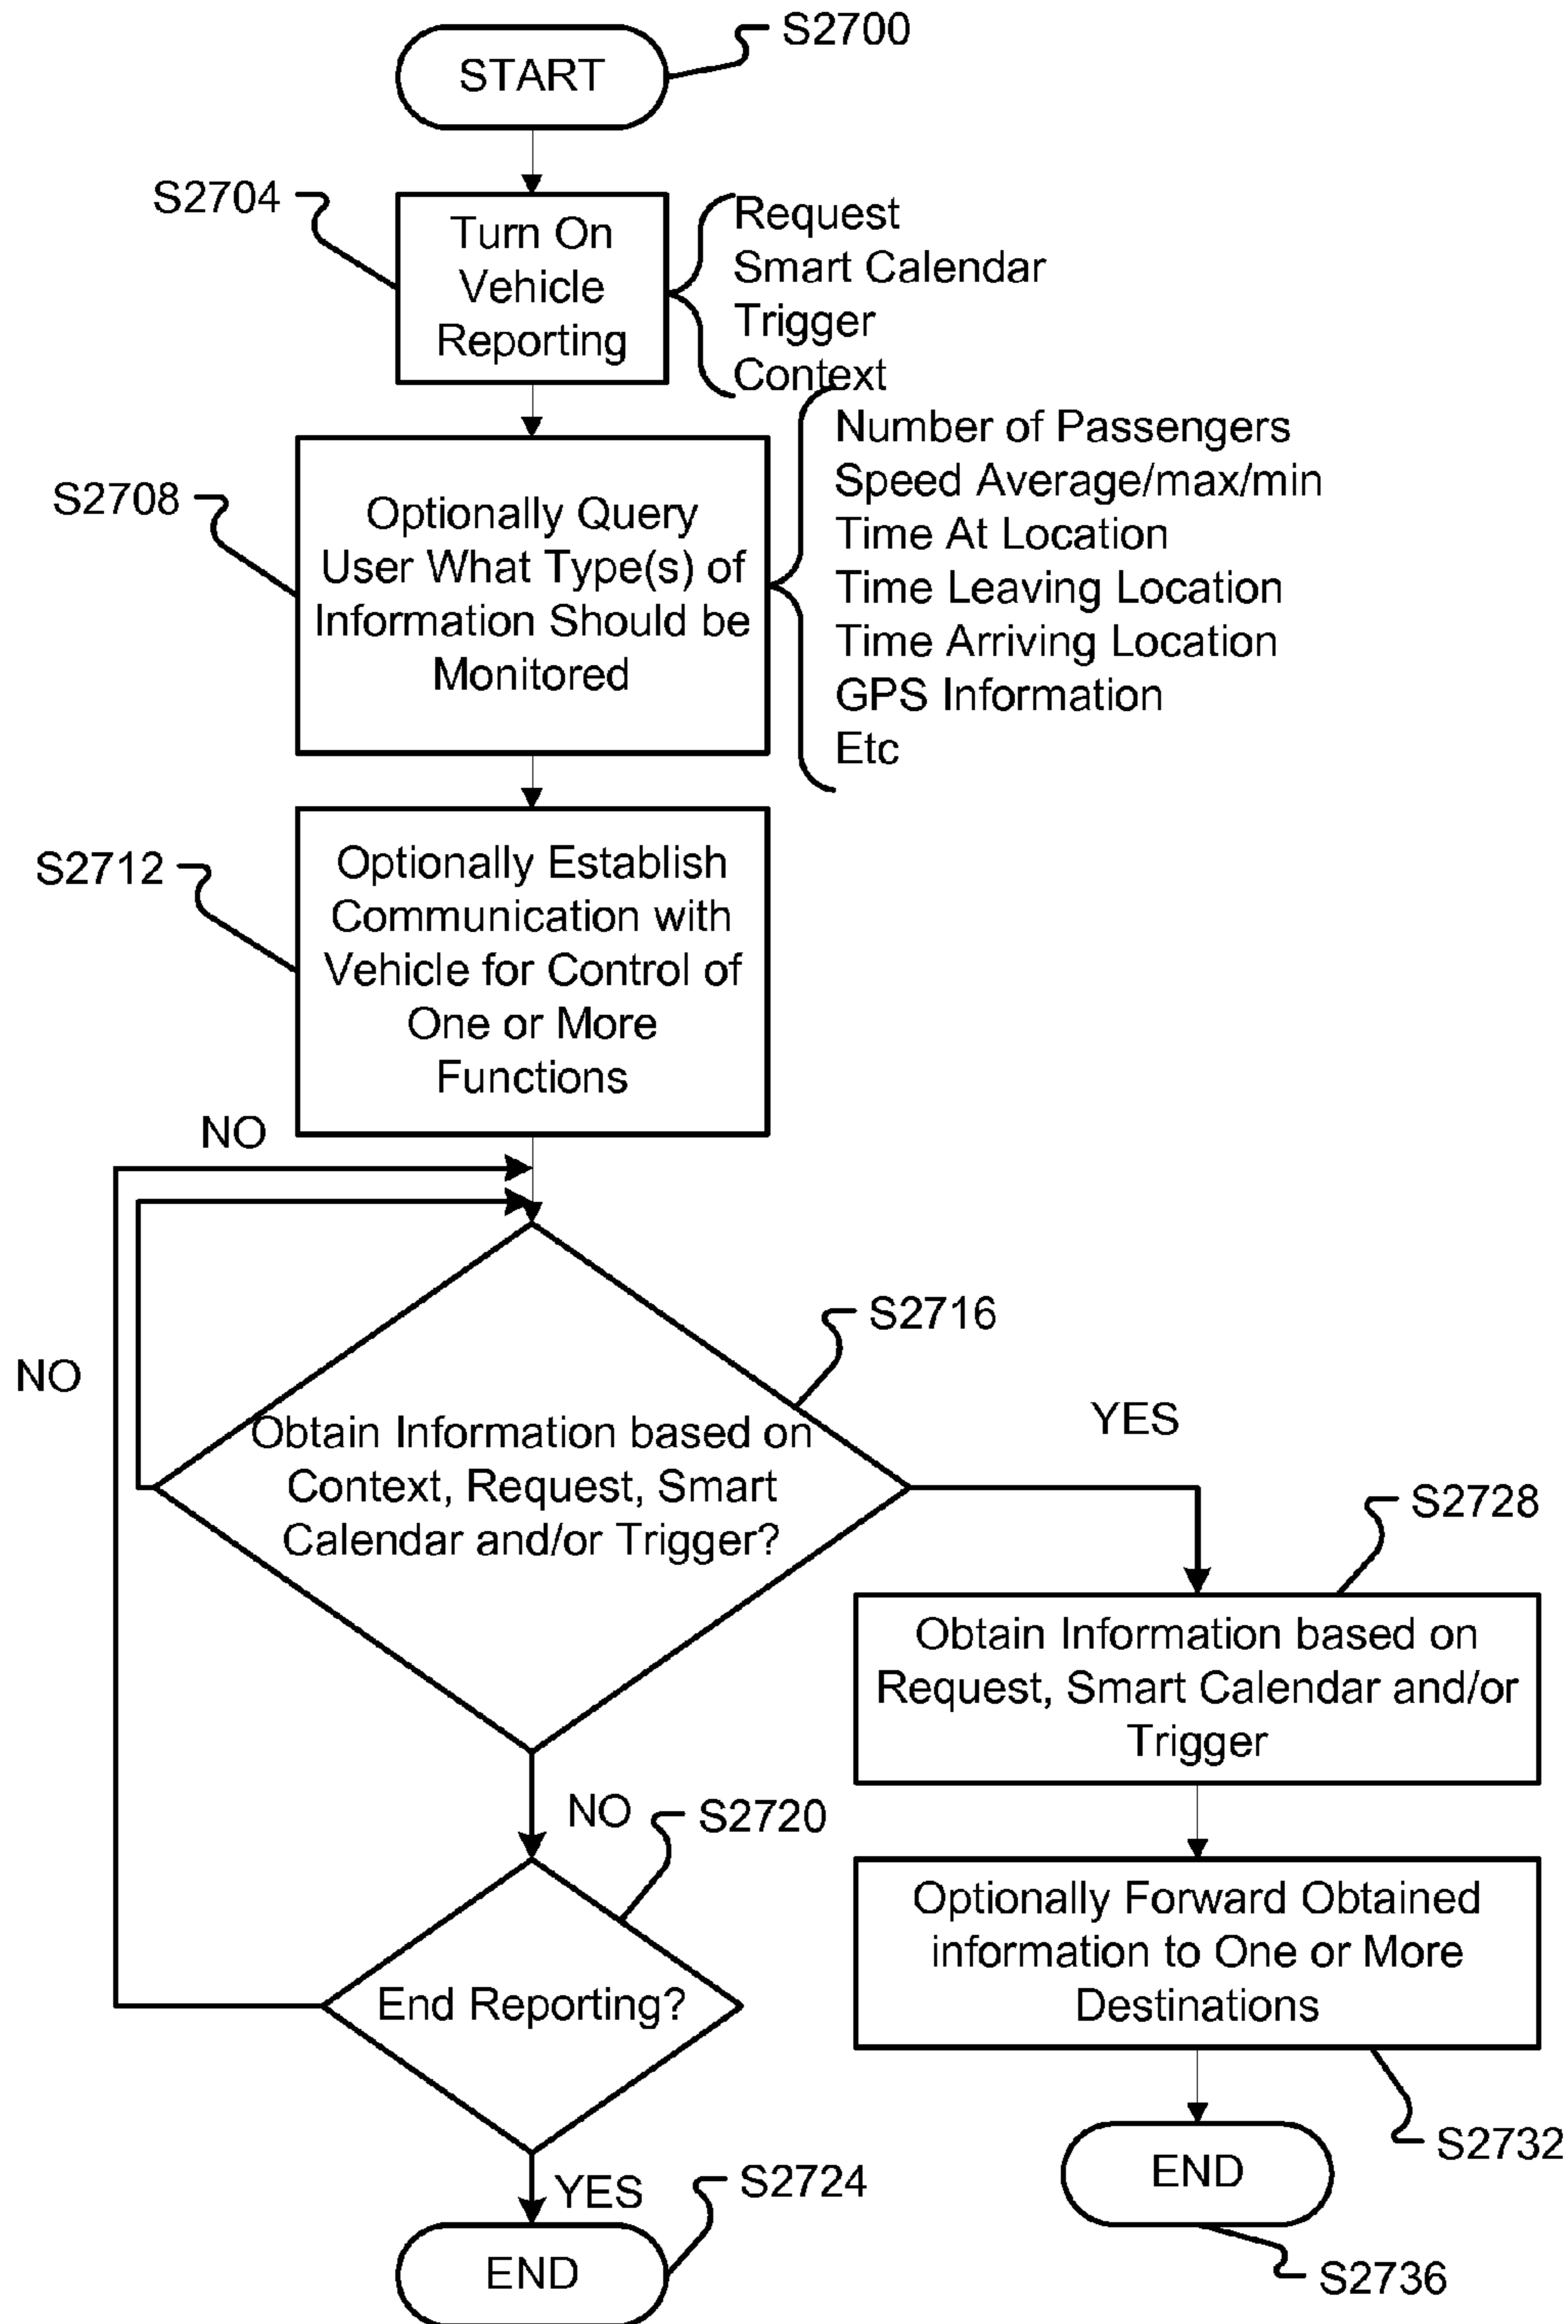 S2700
START
S2704
Turn On
Vehicle
Reporting
Request
Smart Calendar
Trigger
Context
S2708
Optionally Query
User What Type(s) of
Information Should be
Monitored
Number of Passengers
Speed Average/max/min
Time At Location
Time Leaving Location
Time Arriving Location
GPS Information
Etc
S2712
Optionally Establish
Communication with
Vehicle for Control of
One or More
Functions
NO
NO
S2716
Obtain Information based on
Context, Request, Smart
Calendar and/or Trigger?
YES
S2728
Obtain Information based on
Request, Smart Calendar and/or
Trigger
NO
S2720
End Reporting?
Optionally Forward Obtained
information to One or More
Destinations
S2732
YES
S2724
END
END
S2736